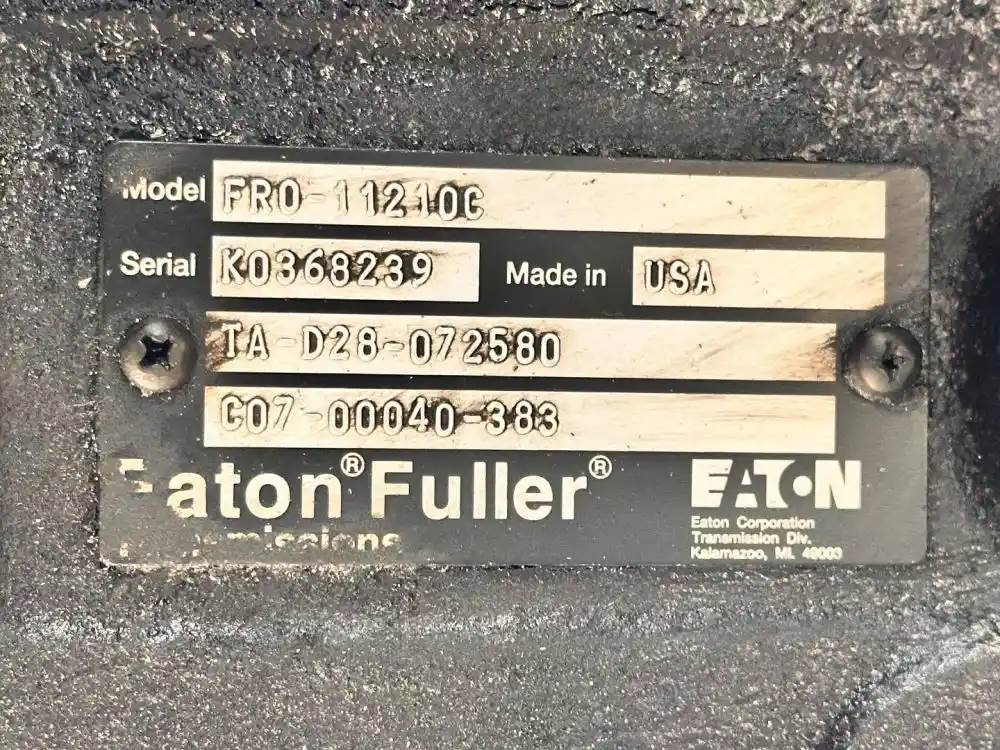 Model FRO-11210C
Serial K0368239 Made in USA
TA-D28-072580
C07-00040-383
Eaton® Fuller®
EATON
Eaton Corporation
Transmission Div.
Kalamazoo, MI. 49003